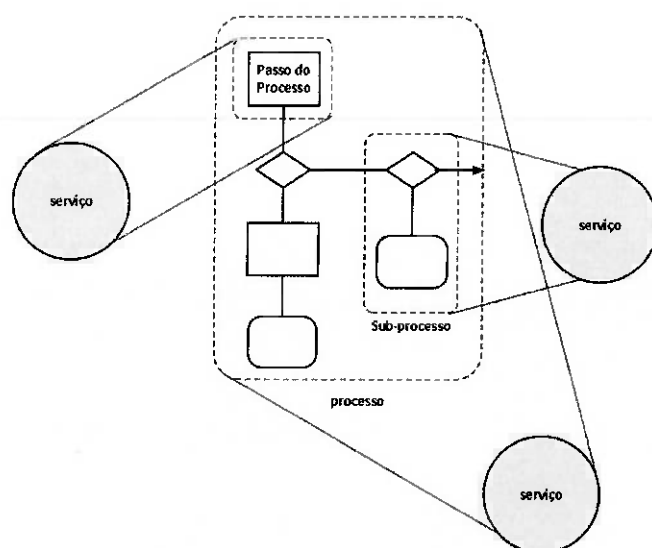 Passo do
Processo
serviço
serviço
Sub-processo
processo
serviço